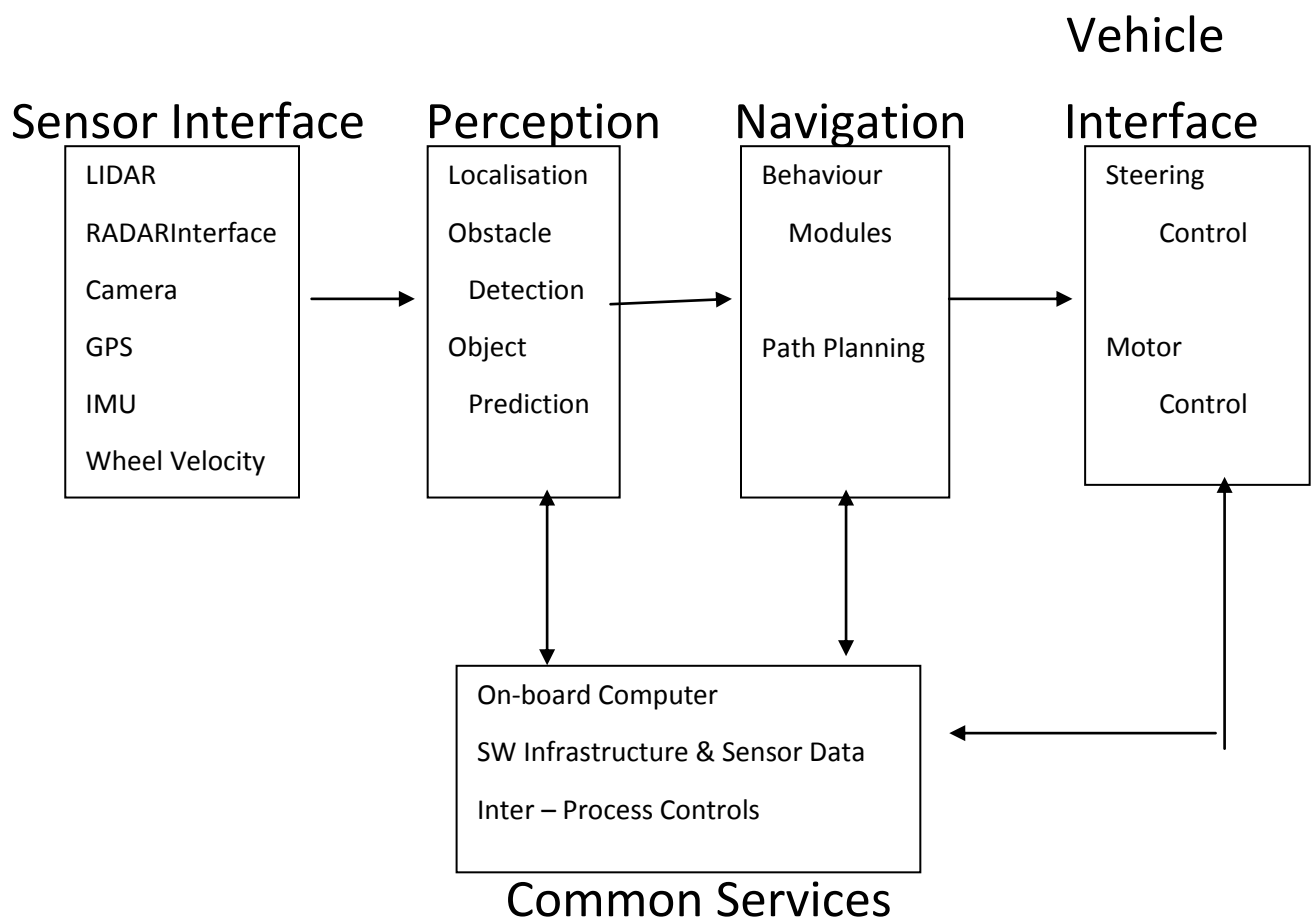 Vehicle
Sensor Interface
Perception
Navigation
Interface
LIDAR
RADARInterface
Camera
GPS
IMU
Wheel Velocity
Localisation
Obstacle
Detection
Object
Prediction
Behaviour
Modules
Path Planning
Steering
Control
Motor
Control
On-board Computer
SW Infrastructure & Sensor Data
Inter – Process Controls
Common Services